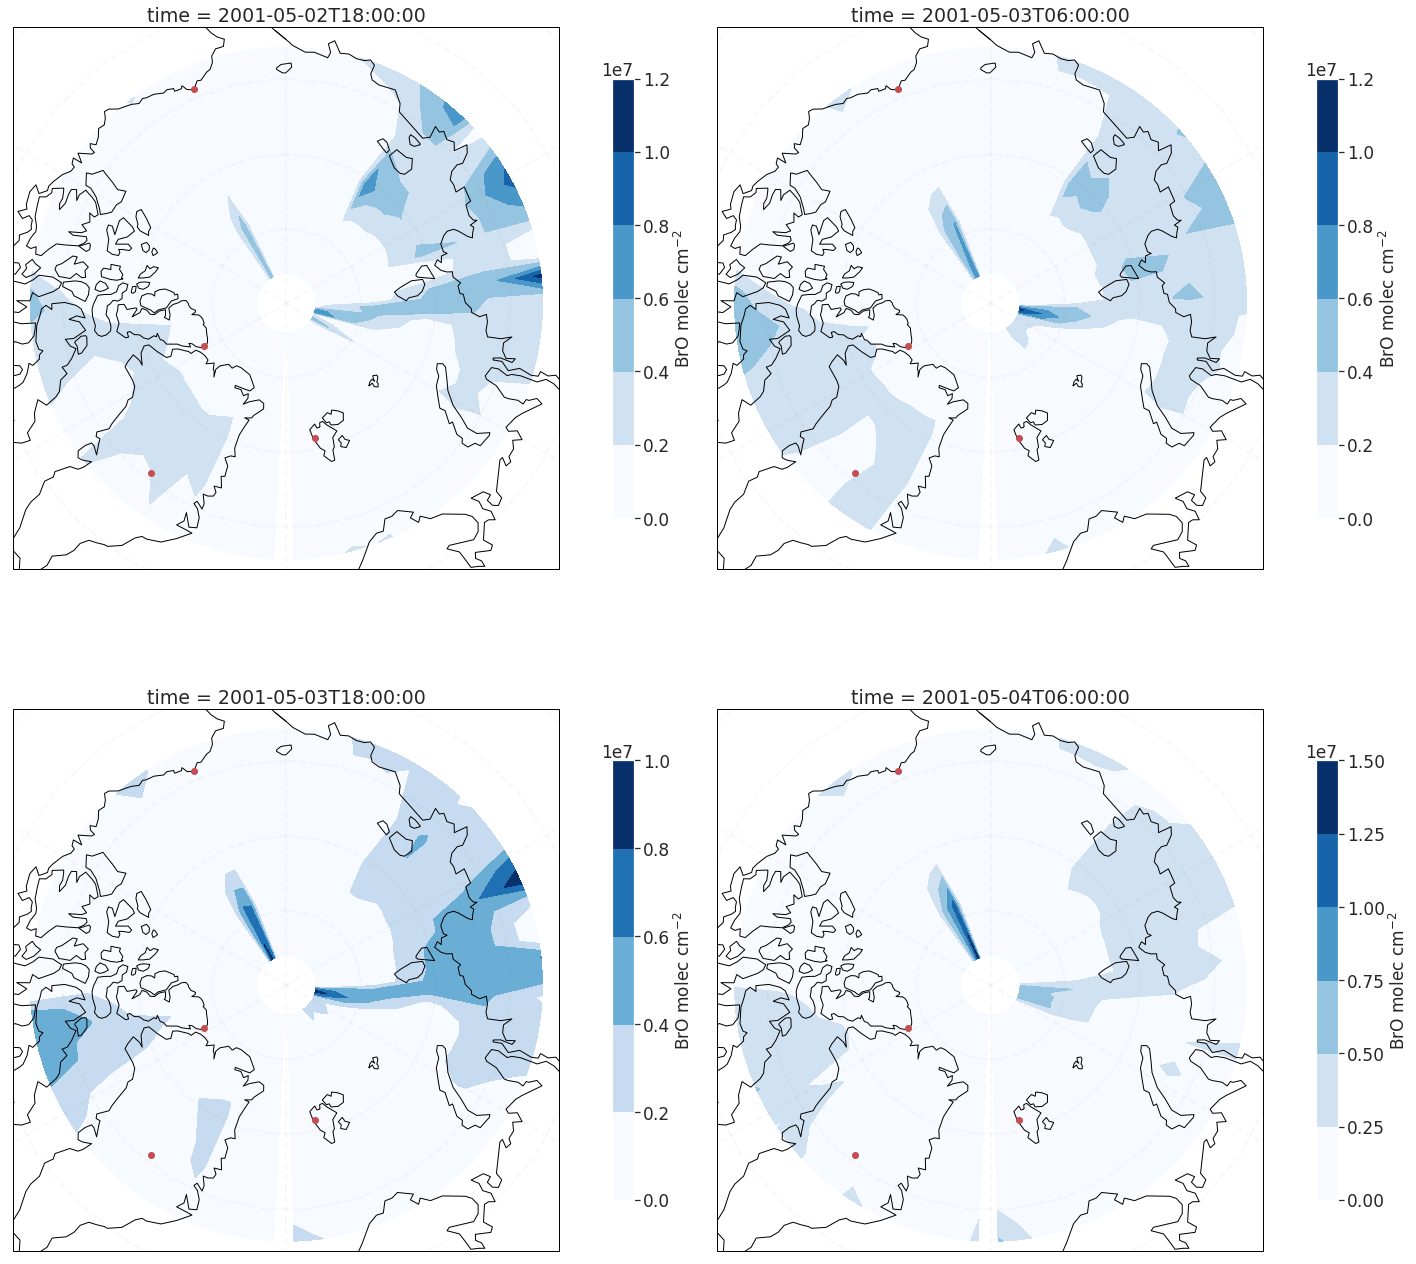 time = 2001-05-02T18:00:00
1e7
1.2
1.0
0.8
0.6
0.4
0.2
0.0
BrO molec cm⁻²
time = 2001-05-03T06:00:00
1e7
1.2
1.0
0.8
0.6
0.4
0.2
0.0
BrO molec cm⁻²
time = 2001-05-03T18:00:00
1e7
1.0
0.8
0.6
0.4
0.2
0.0
BrO molec cm⁻²
time = 2001-05-04T06:00:00
1e7
1.50
1.25
1.00
0.75
0.50
0.25
0.00
BrO molec cm⁻²